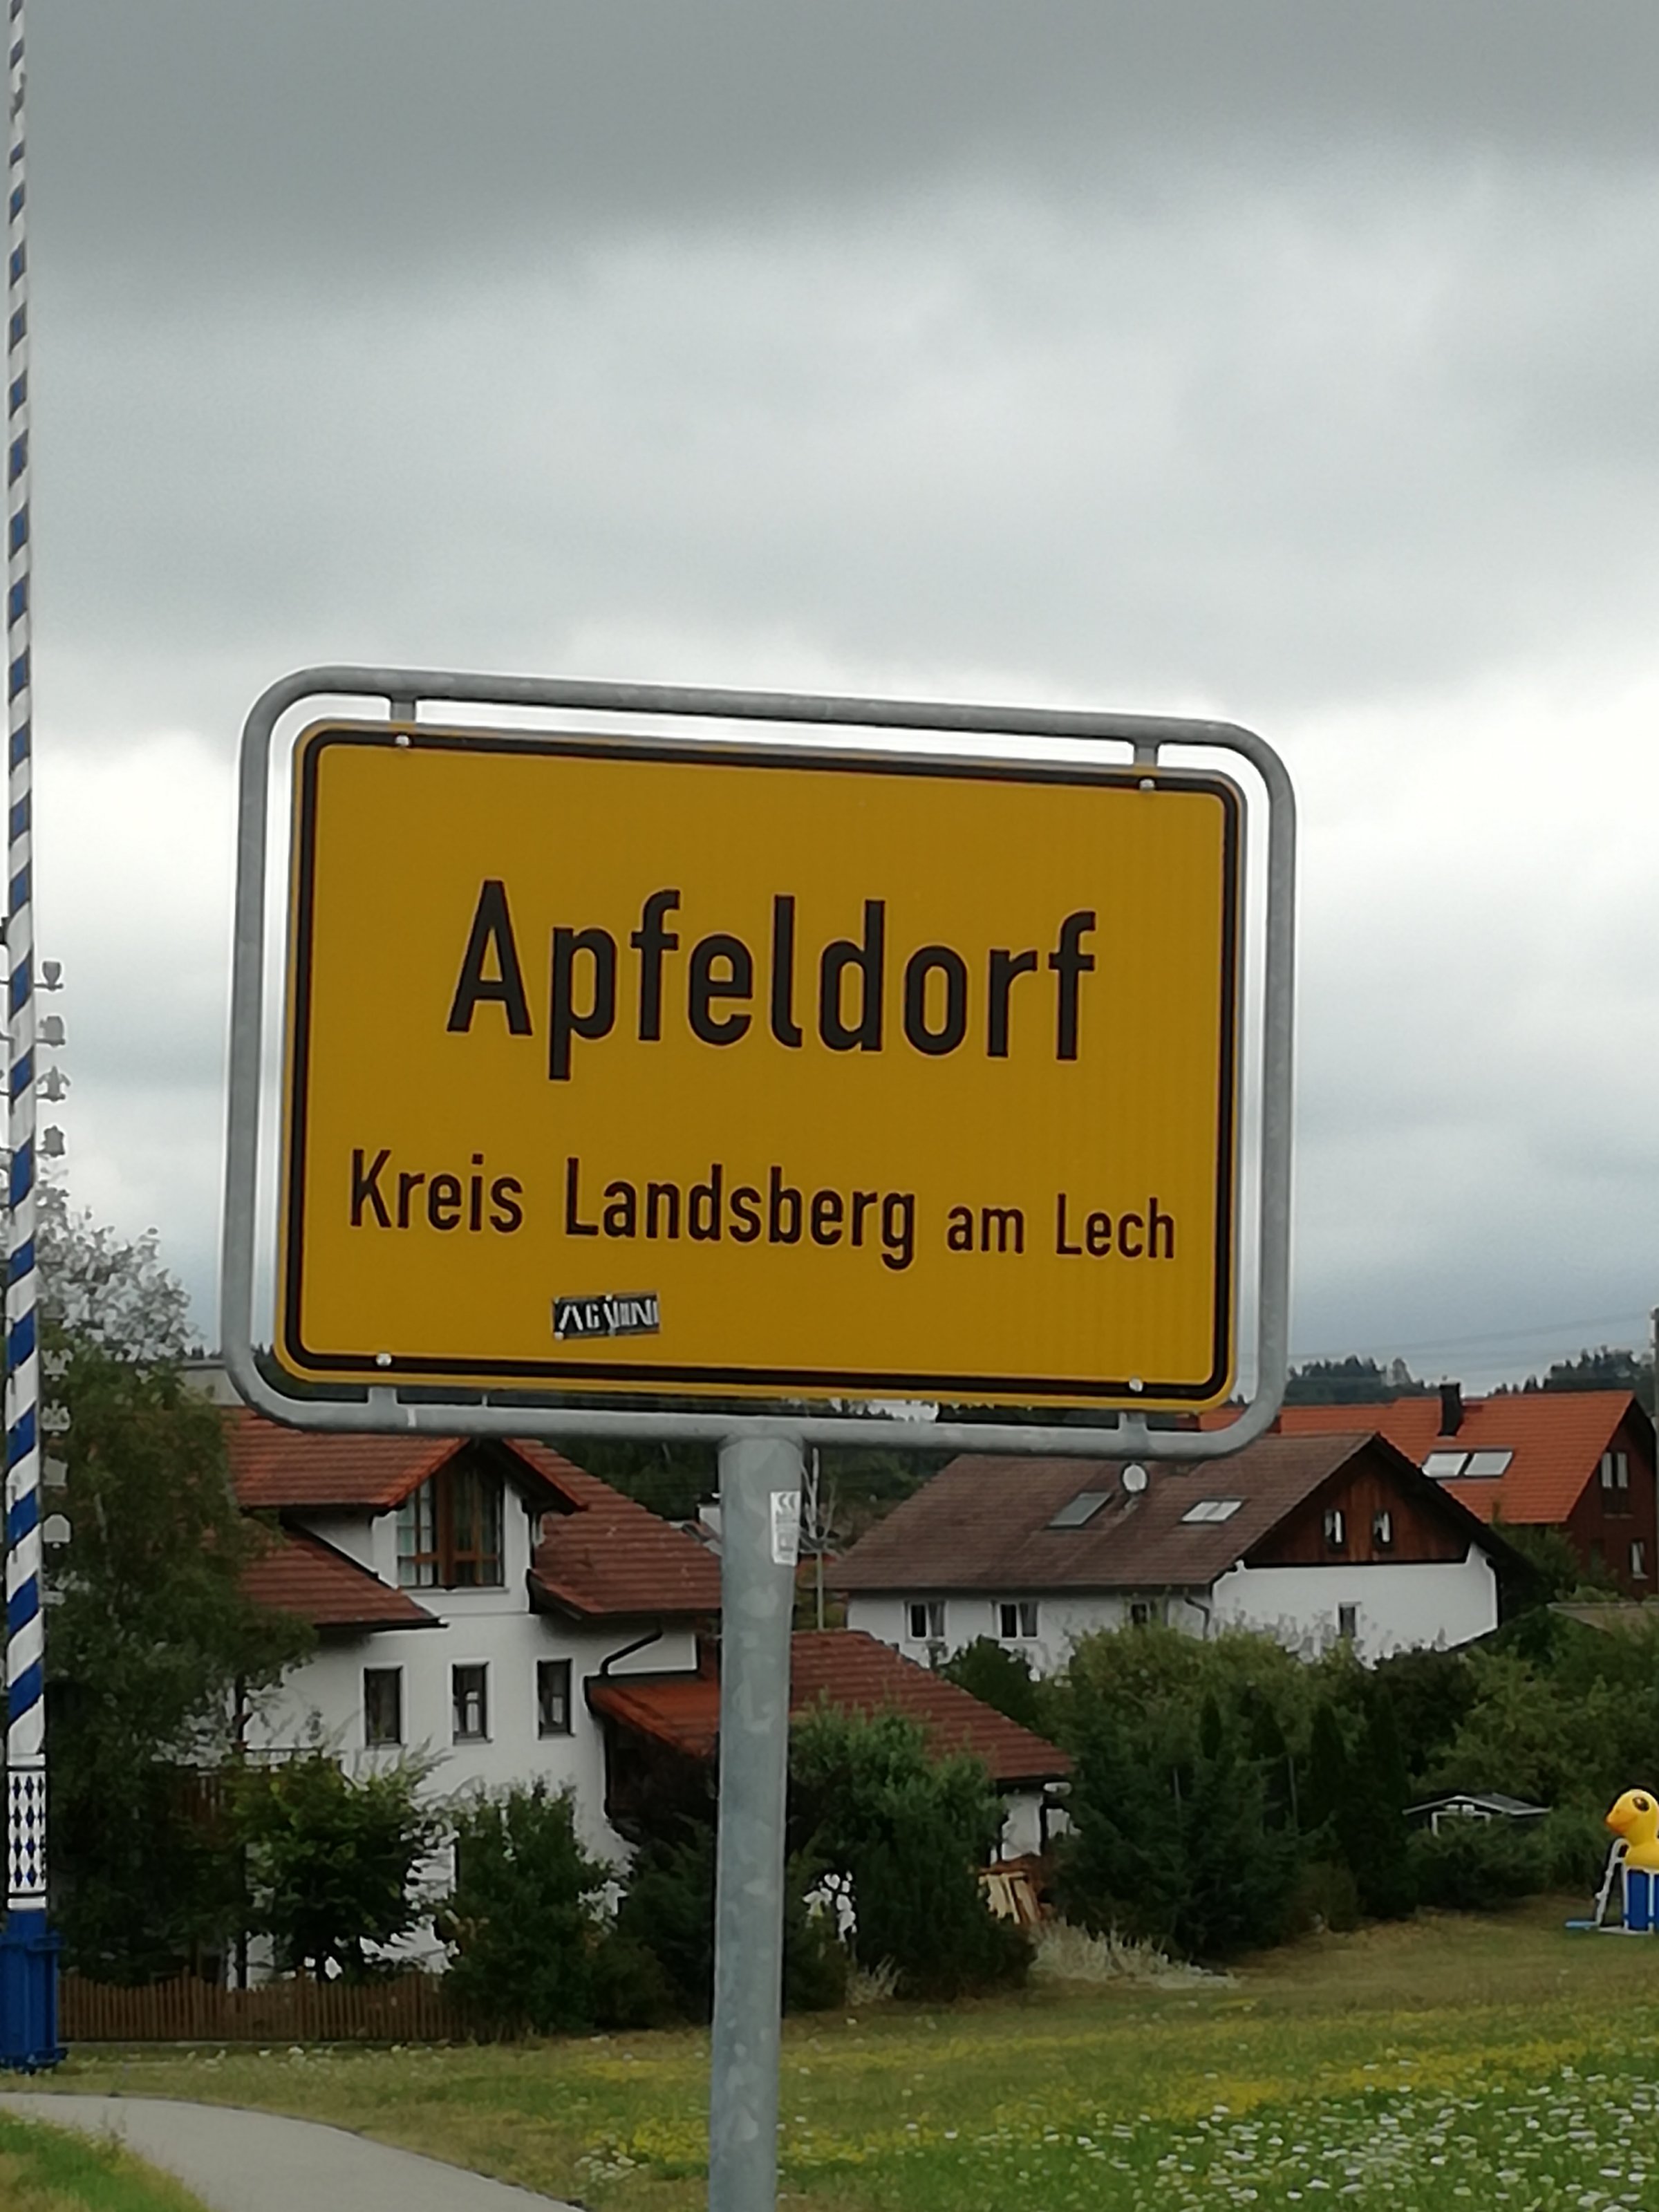 Apfeldorf
Kreis Landsberg am Lech